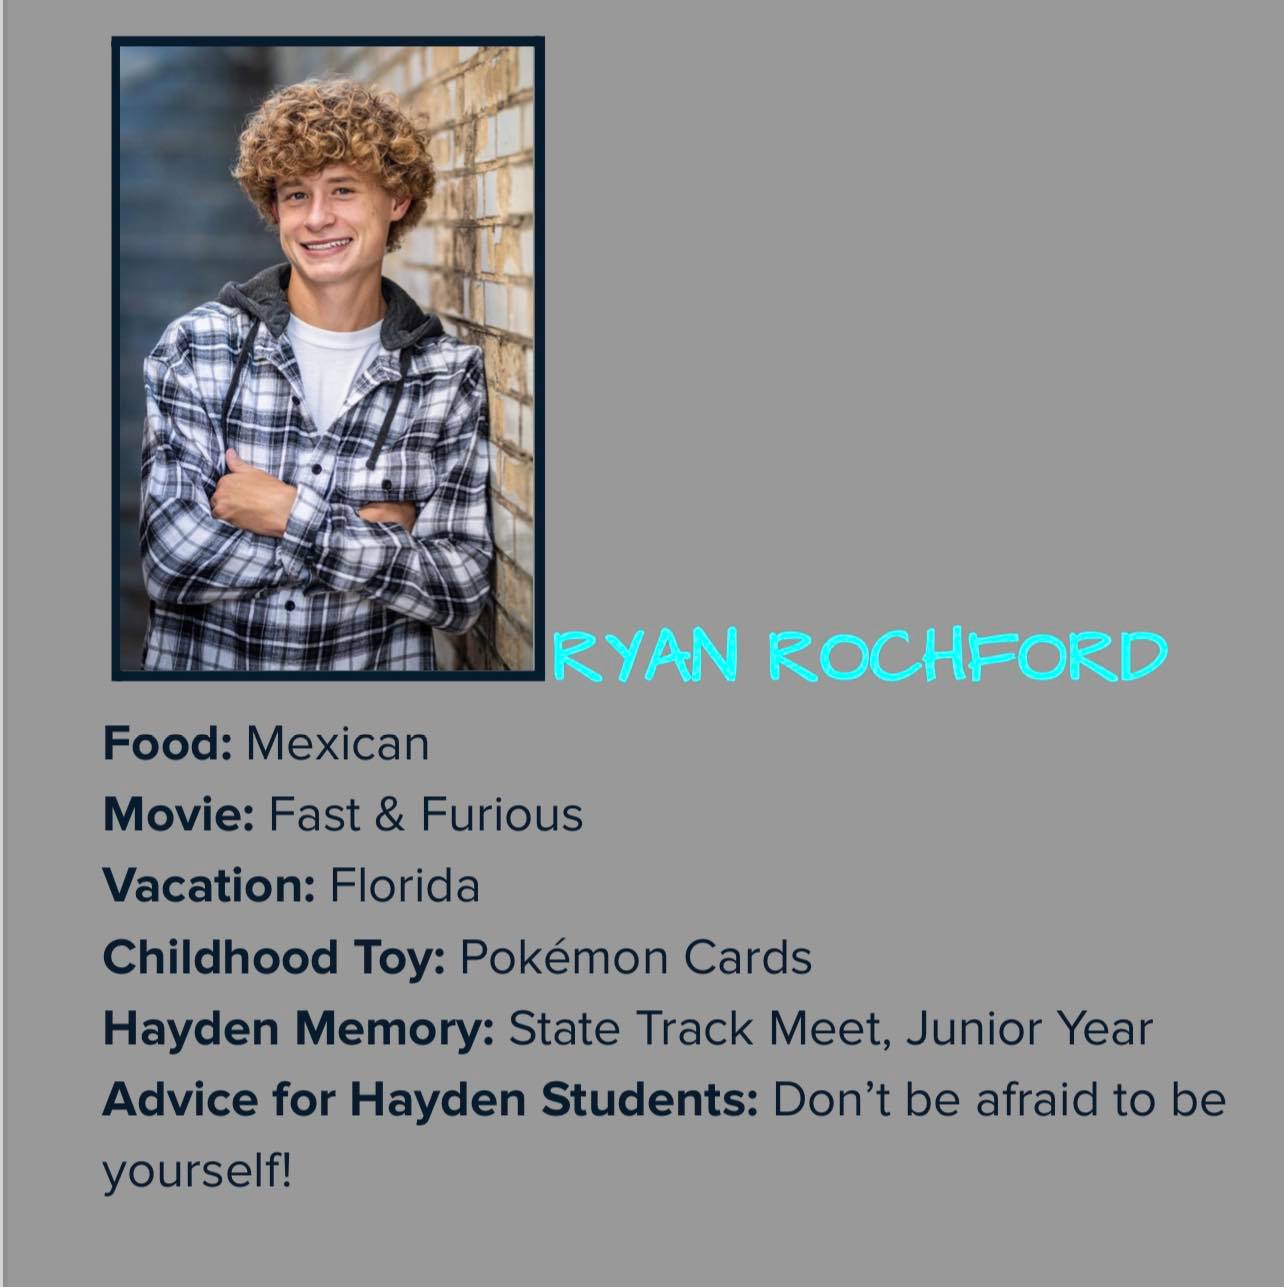 RYAN ROCHFORD
Food: Mexican
Movie: Fast & Furious
Vacation: Florida
Childhood Toy: Pokémon Cards
Hayden Memory: State Track Meet, Junior Year
Advice for Hayden Students: Don’t be afraid to be
yourself!